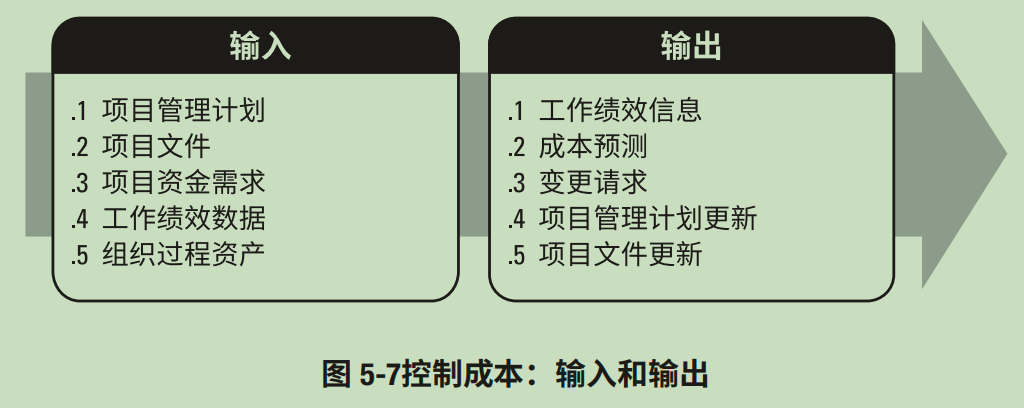 输入
.1 项目管理计划
.2 项目文件
.3 项目资金需求
.4 工作绩效数据
.5 组织过程资产
输出
.1 工作绩效信息
.2 成本预测
.3 变更请求
.4 项目管理计划更新
.5 项目文件更新
图 5-7控制成本：输入和输出